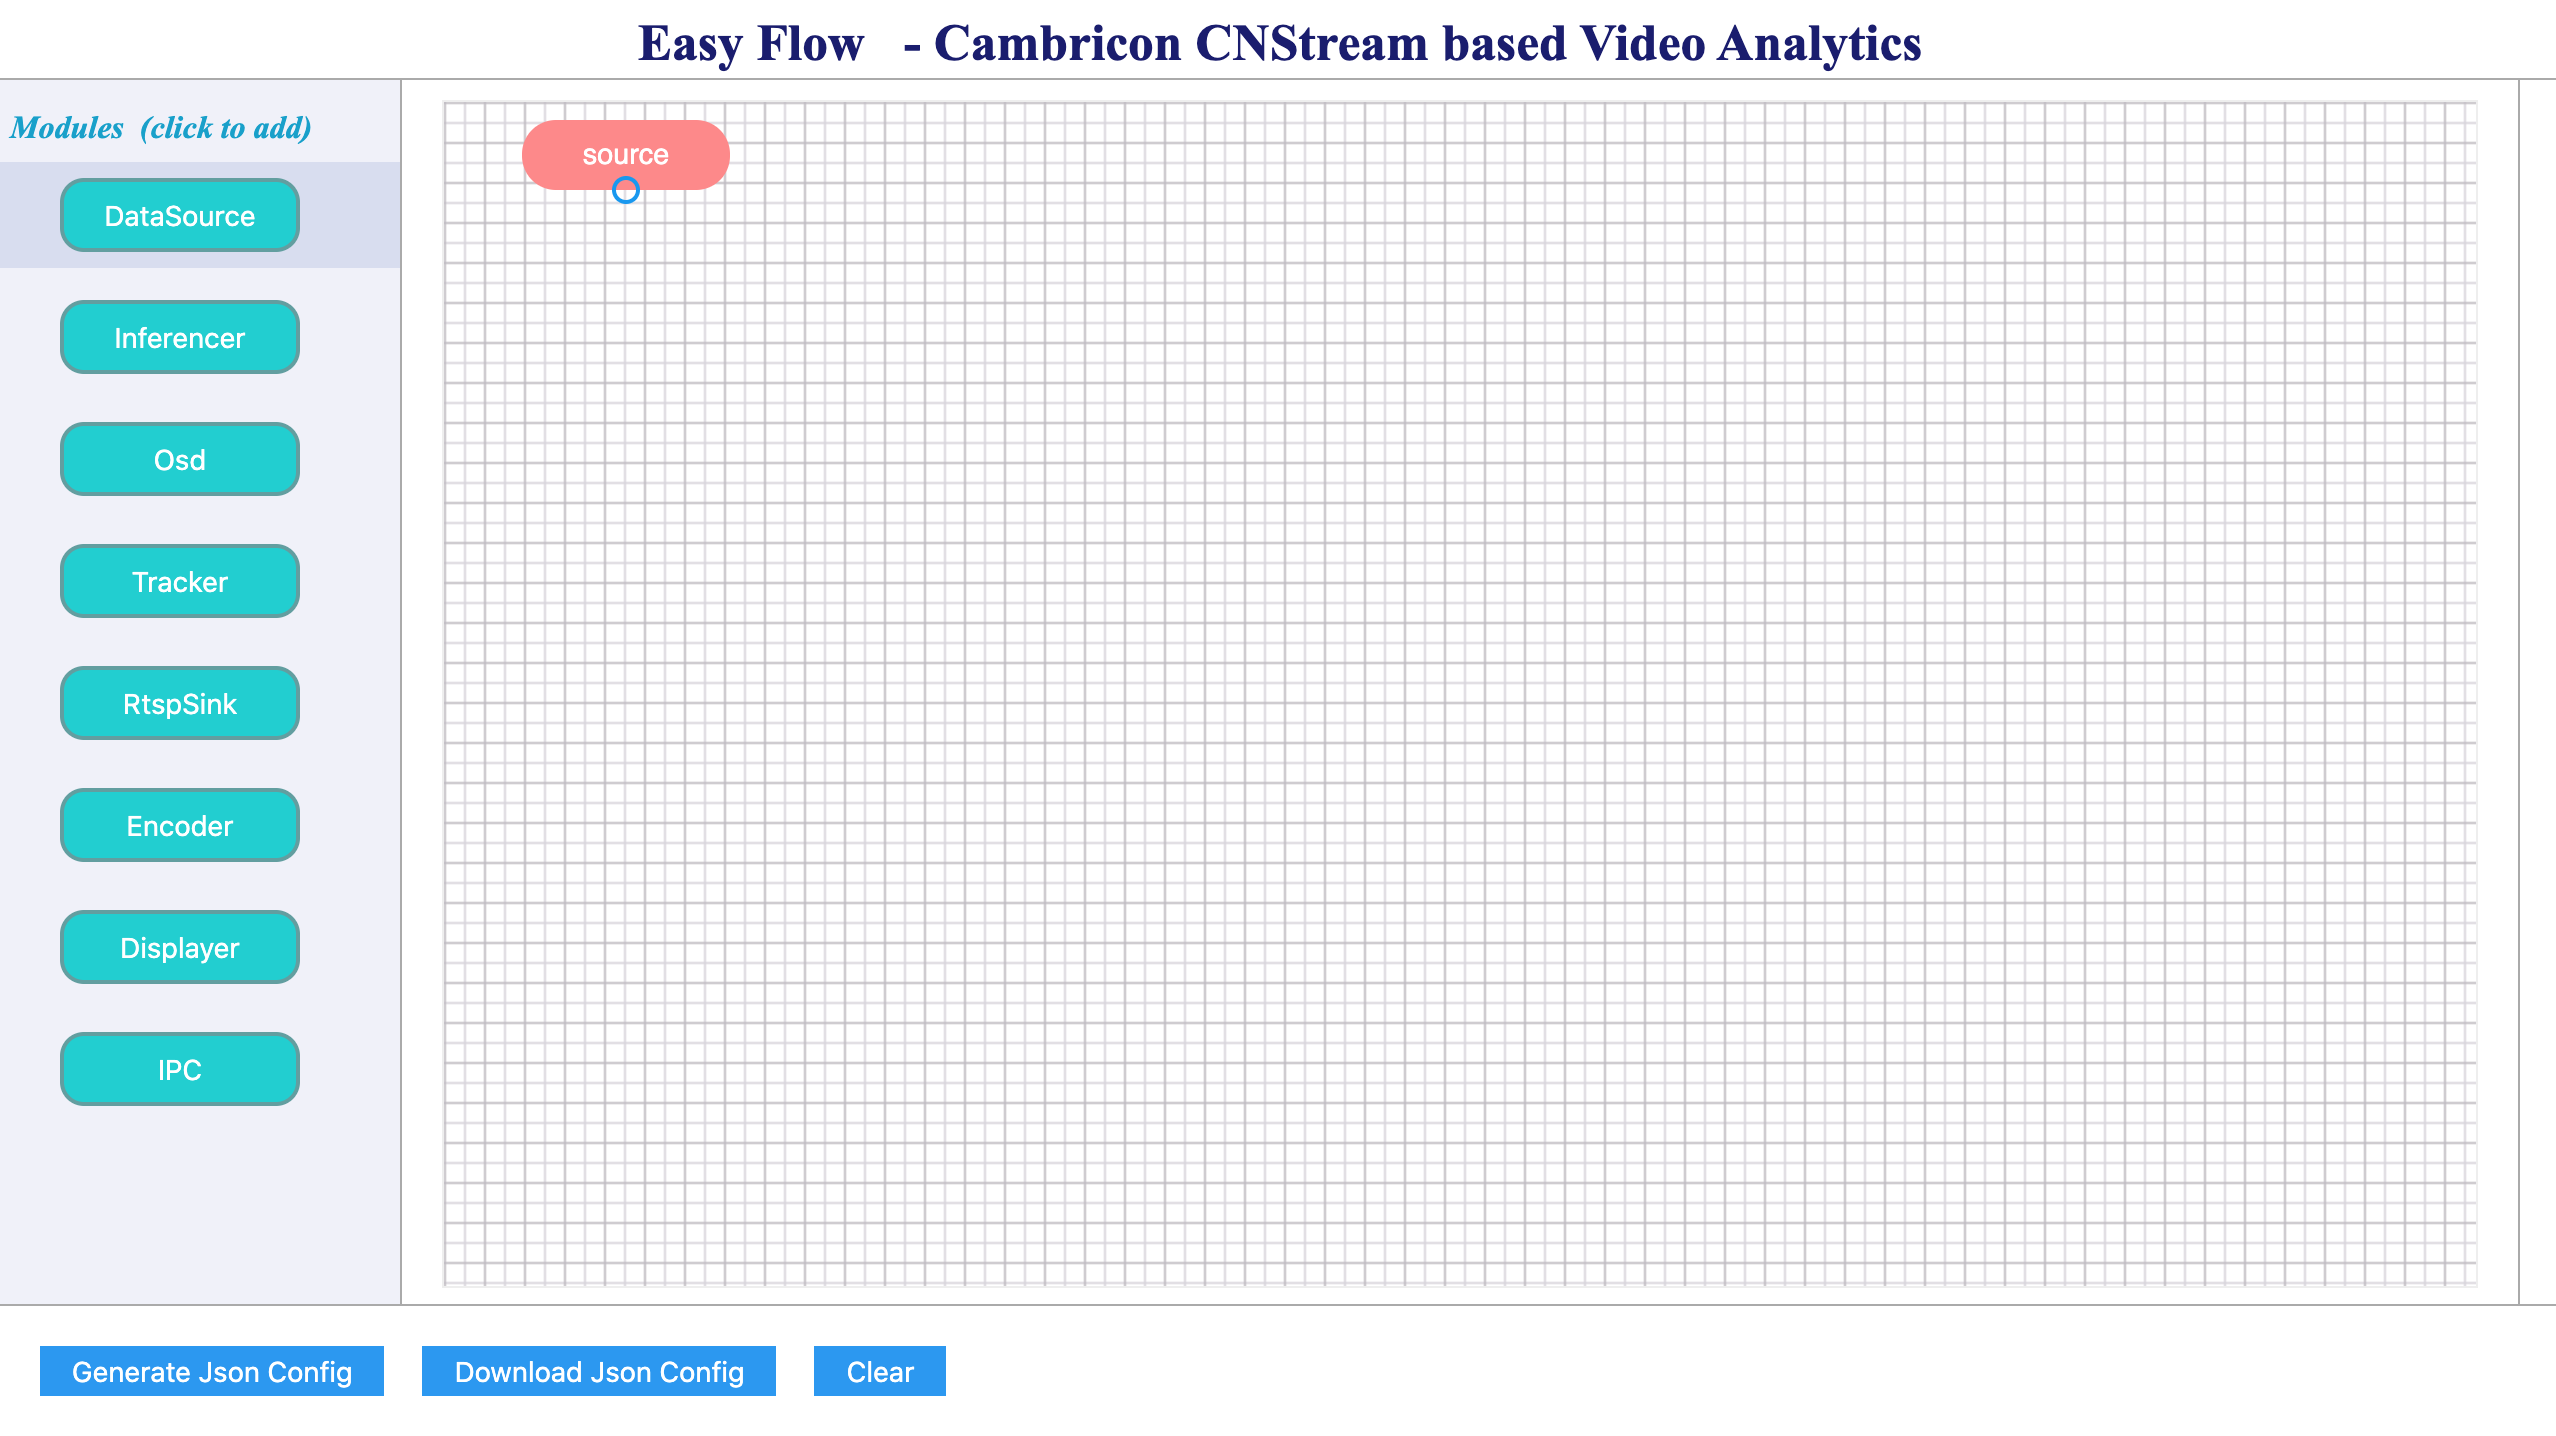 Easy Flow - Cambricon CNStream based Video Analytics
Modules (click to add)
source
DataSource
Inferencer
Osd
Tracker
RtspSink
Encoder
Displayer
IPC
Generate Json Config
Download Json Config
Clear